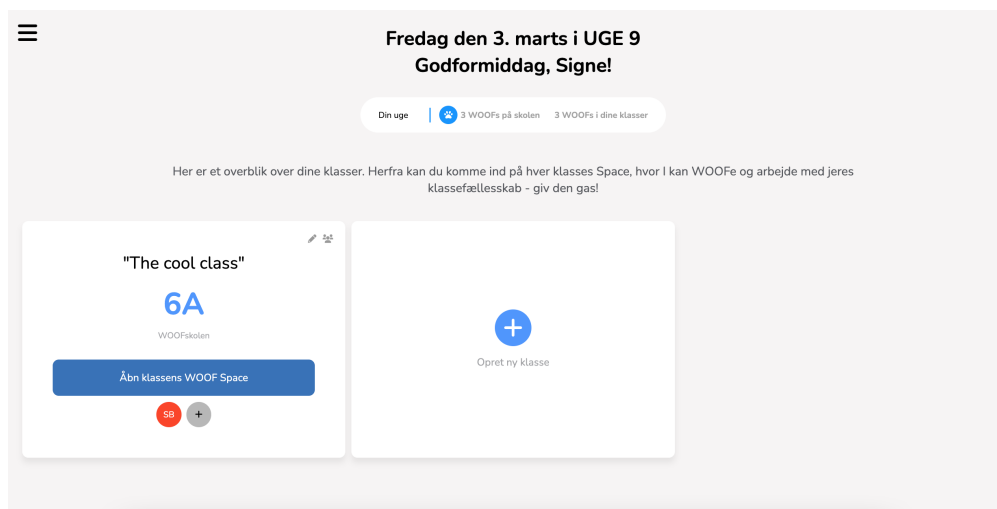 Fredag den 3. marts i UGE 9
Godformiddag, Signe!
Din uge 3 WOOFs på skolen 3 WOOFs i dine klasser
Her er et overblik over dine klasser. Herfra kan du komme ind på hver klasses Space, hvor I kan WOOFe og arbejde med jeres
klassefællesskab - giv den gas!
"The cool class"
6A
WOOFskolen
Åbn klassens WOOF Space
SB +
Opret ny klasse